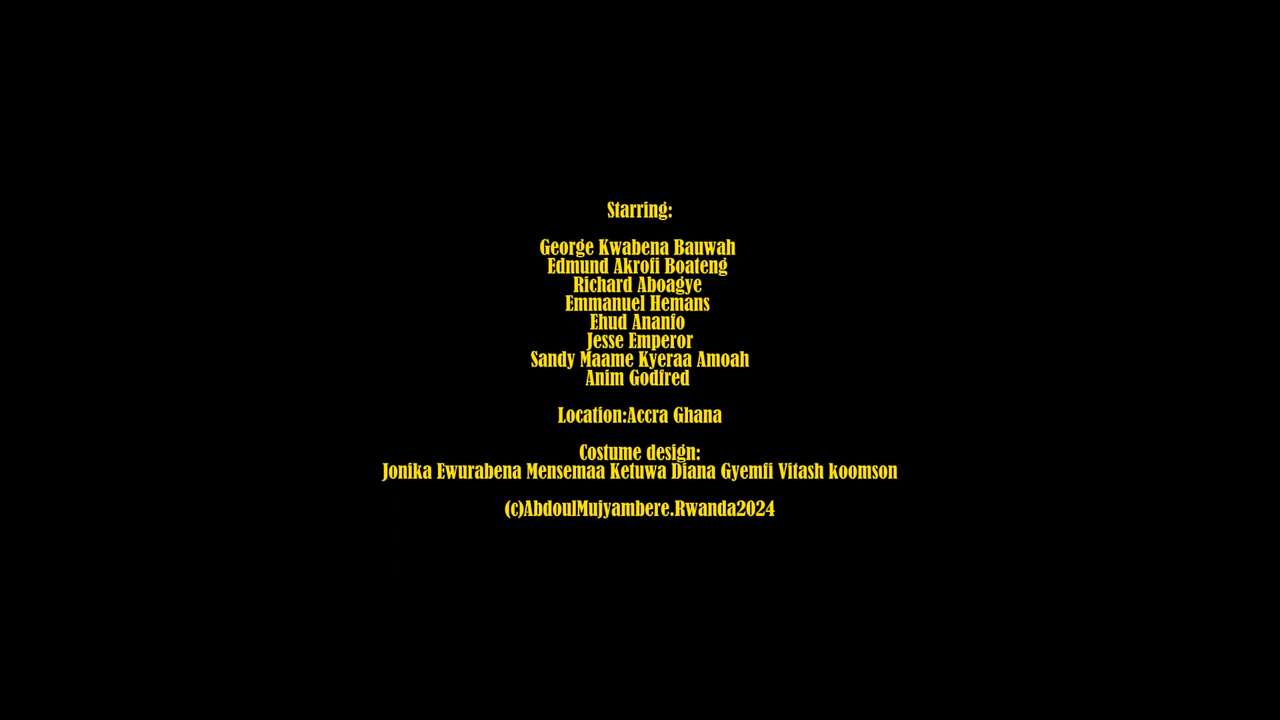 Starring:
George Kwabena Bauwah
Edmund Akrofi Boateng
Richard Aboagye
Emmanuel Hemans
Ehud Ananfo
Jesse Emperor
Sandy Maame Kyeraa Amoah
Anim Godfred
Location:Accra Ghana
Costume design:
Jonika Ewurabena Mensemaa Ketuwa Diana Gyemfi Vitash koomson
(c)AbdoulMujyambere.Rwanda2024